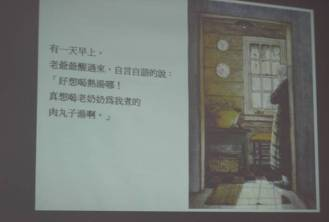 有一天早上，
老爺爺醒過來，自言自語的說：
「好想喝熱湯哪！
真想喝老奶奶為我煮的
肉丸子湯啊。」